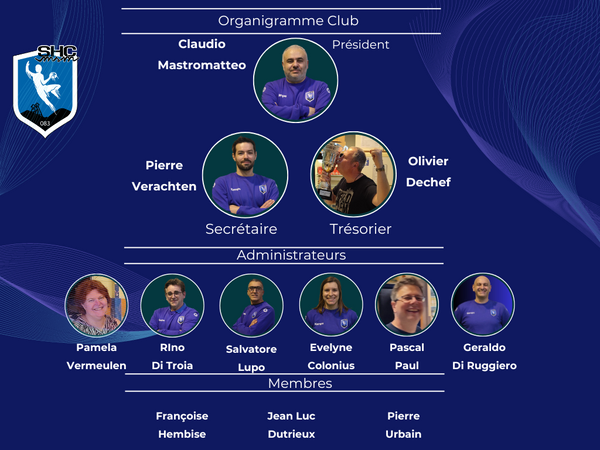 Organigramme Club
Claudio
Mastromatteo
Président
SHC
083
Pierre
Verachten
Olivier
Dechef
Secrétaire
Trésorier
Administrateurs
Pamela
Vermeulen
RIno
Di Troia
Salvatore
Lupo
Evelyne
Colonius
Pascal
Paul
Geraldo
Di Ruggiero
Membres
Françoise
Hembise
Jean Luc
Dutrieux
Pierre
Urbain